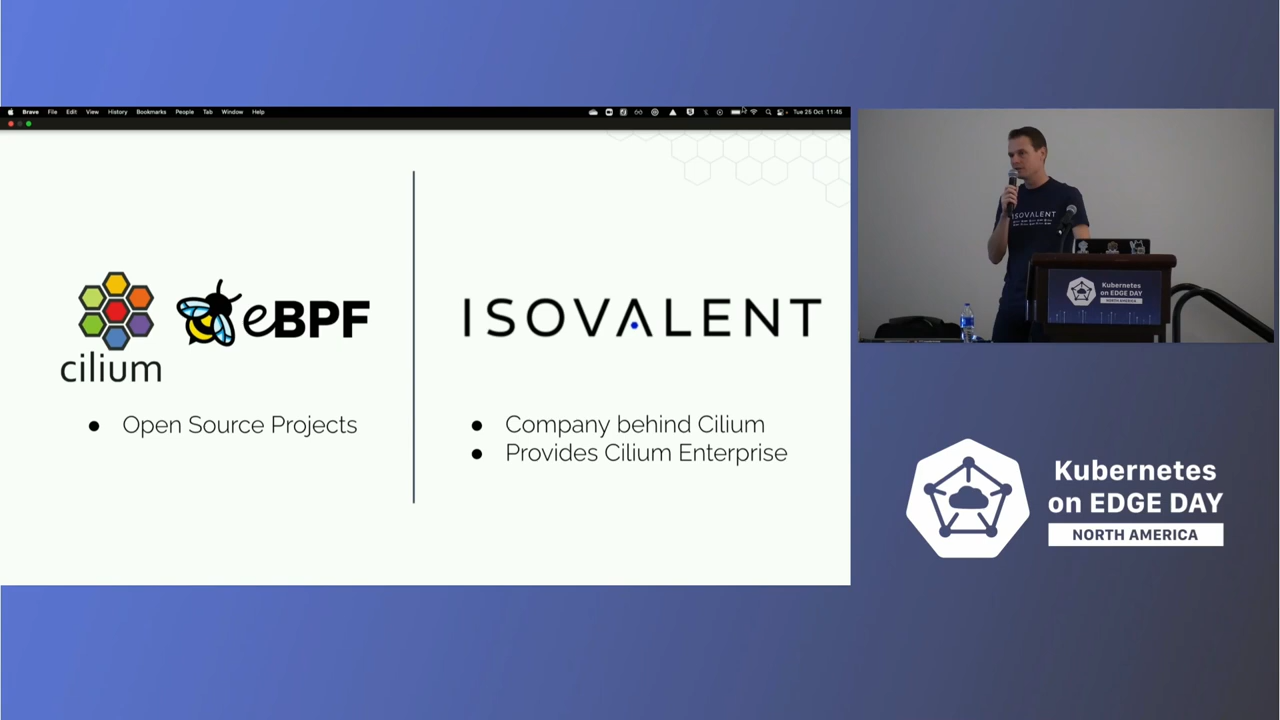 Brave File Edit View History Bookmarks People Tab Window Help
Tue 25 Oct 11:45
cilium
eBPF
Open Source Projects
ISOVALENT
Company behind Cilium
Provides Cilium Enterprise
ISOVALENT
Kubernetes
on EDGE DAY
NORTH AMERICA
Kubernetes
on EDGE DAY
NORTH AMERICA